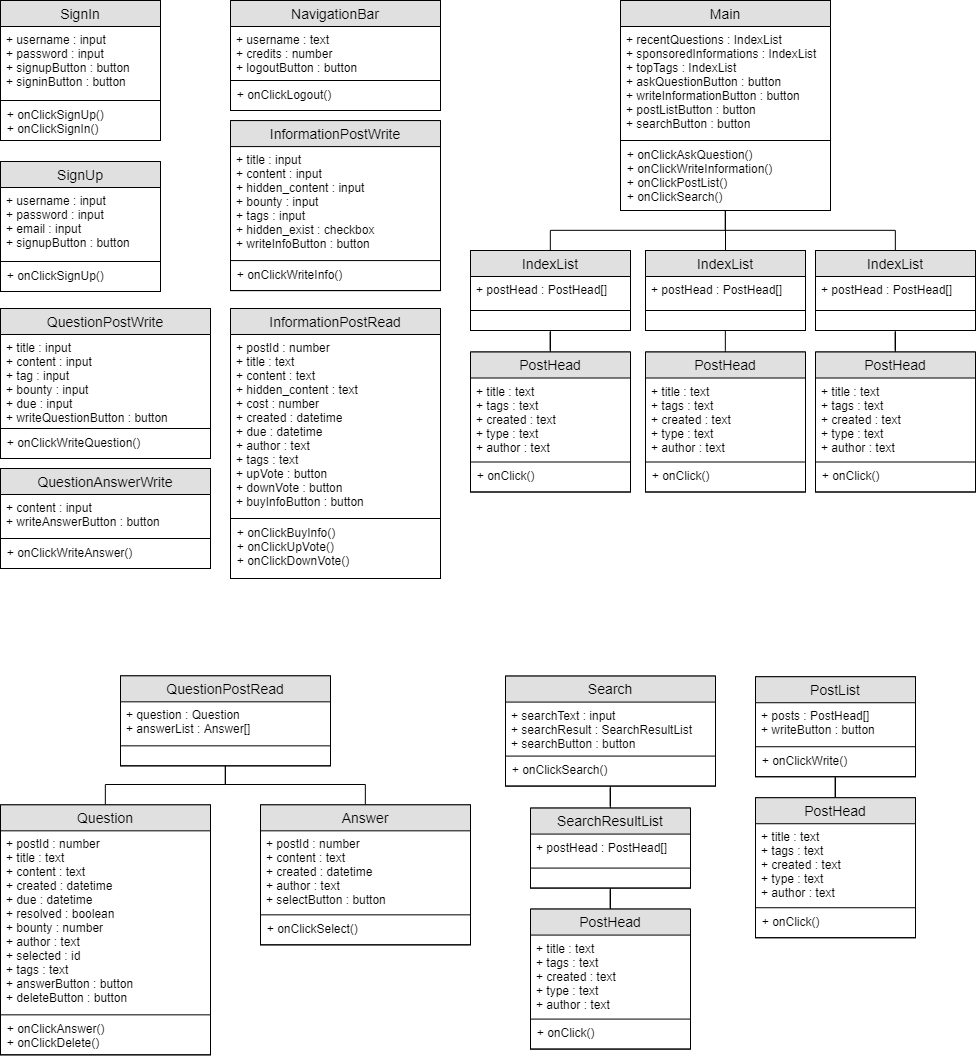 SignIn
+ username : input
+ password : input
+ signupButton : button
+ signinButton : button
+ onClickSignUp()
+ onClickSignIn()
SignUp
+ username : input
+ password : input
+ email : input
+ signupButton : button
+ onClickSignUp()
QuestionPostWrite
+ title : input
+ content : input
+ tag : input
+ bounty : input
+ due : input
+ writeQuestionButton : button
+ onClickWriteQuestion()
QuestionAnswerWrite
+ content : input
+ writeAnswerButton : button
+ onClickWriteAnswer()
NavigationBar
+ username : text
+ credits : number
+ logoutButton : button
+ onClickLogout()
InformationPostWrite
+ title : input
+ content : input
+ hidden_content : input
+ bounty : input
+ tags : input
+ hidden_exist : checkbox
+ writeInfoButton : button
+ onClickWriteInfo()
InformationPostRead
+ postId : number
+ title : text
+ content : text
+ hidden_content : text
+ cost : number
+ created : datetime
+ due : datetime
+ author : text
+ tags : text
+ upVote : button
+ downVote : button
+ buyInfoButton : button
+ onClickBuyInfo()
+ onClickUpVote()
+ onClickDownVote()
Main
+ recentQuestions : IndexList
+ sponsoredInformations : IndexList
+ topTags : IndexList
+ askQuestionButton : button
+ writeInformationButton : button
+ postListButton : button
+ searchButton : button
+ onClickAskQuestion()
+ onClickWriteInformation()
+ onClickPostList()
+ onClickSearch()
IndexList
+ postHead : PostHead[]
PostHead
+ title : text
+ tags : text
+ created : text
+ type : text
+ author : text
+ onClick()
IndexList
+ postHead : PostHead[]
PostHead
+ title : text
+ tags : text
+ created : text
+ type : text
+ author : text
+ onClick()
IndexList
+ postHead : PostHead[]
PostHead
+ title : text
+ tags : text
+ created : text
+ type : text
+ author : text
+ onClick()
QuestionPostRead
+ question : Question
+ answerList : Answer[]
Question
+ postId : number
+ title : text
+ content : text
+ created : datetime
+ due : datetime
+ resolved : boolean
+ bounty : number
+ author : text
+ selected : id
+ tags : text
+ answerButton : button
+ deleteButton : button
+ onClickAnswer()
+ onClickDelete()
Answer
+ postId : number
+ content : text
+ created : datetime
+ author : text
+ selectButton : button
+ onClickSelect()
Search
+ searchText : input
+ searchResult : SearchResultList
+ searchButton : button
+ onClickSearch()
SearchResultList
+ postHead : PostHead[]
PostHead
+ title : text
+ tags : text
+ created : text
+ type : text
+ author : text
+ onClick()
PostList
+ posts : PostHead[]
+ writeButton : button
+ onClickWrite()
PostHead
+ title : text
+ tags : text
+ created : text
+ type : text
+ author : text
+ onClick()